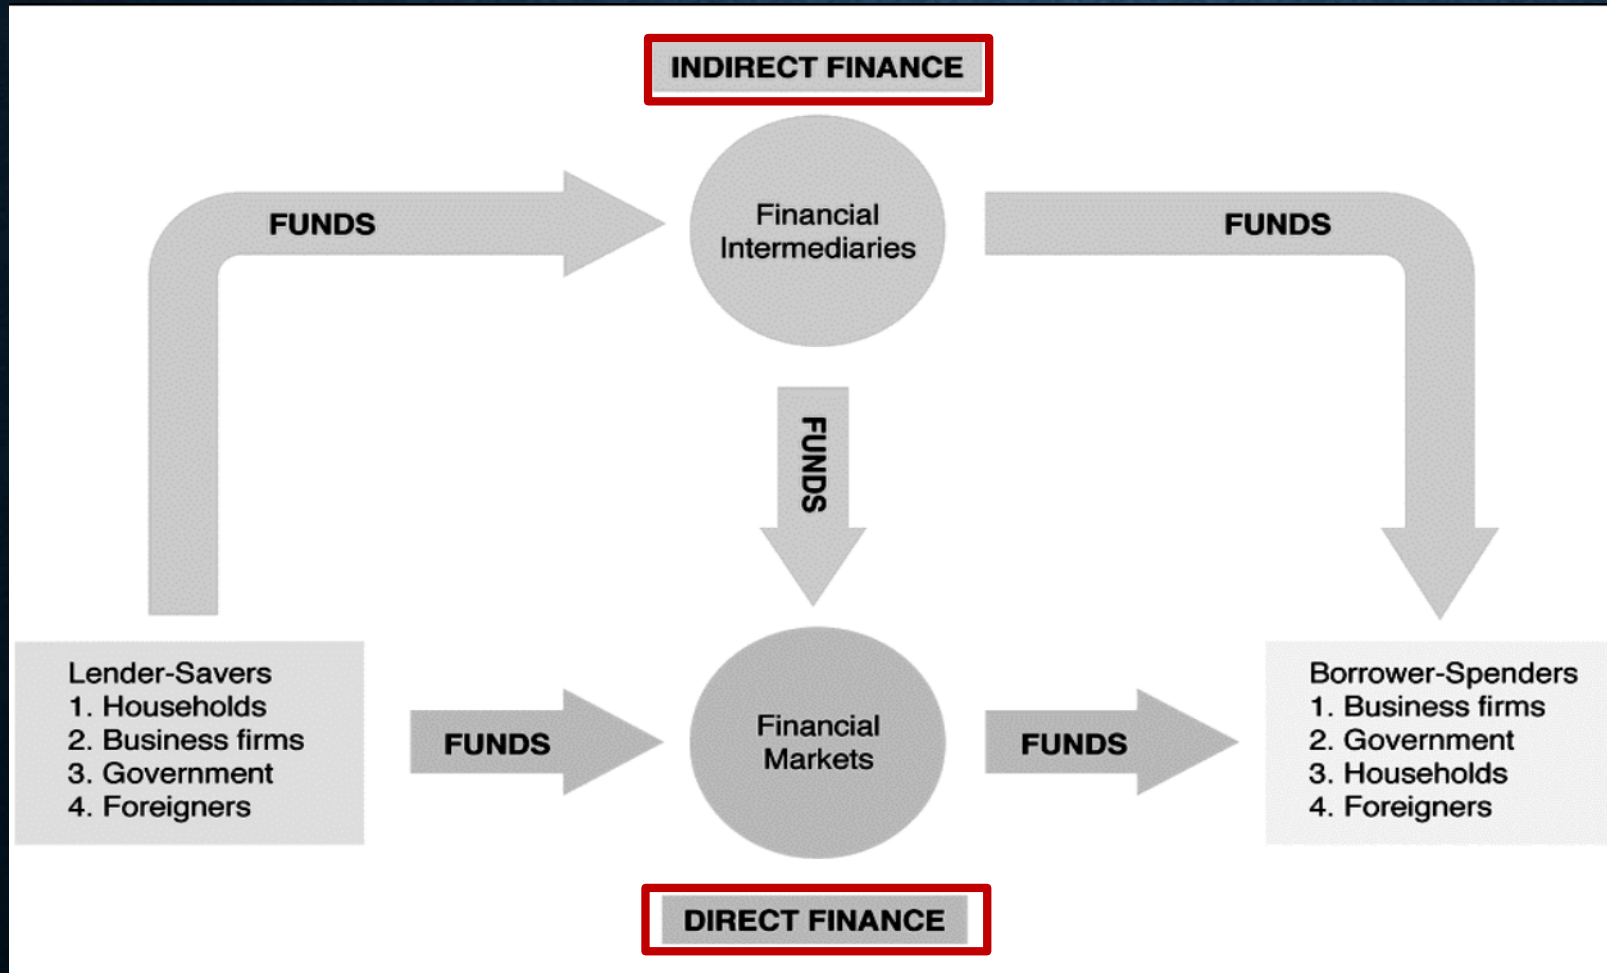 INDIRECT FINANCE
FUNDS
Financial
Intermediaries
FUNDS
FUNDS
Lender-Savers
1. Households
2. Business firms
3. Government
4. Foreigners
FUNDS
Financial
Markets
FUNDS
Borrower-Spenders
1. Business firms
2. Government
3. Households
4. Foreigners
DIRECT FINANCE